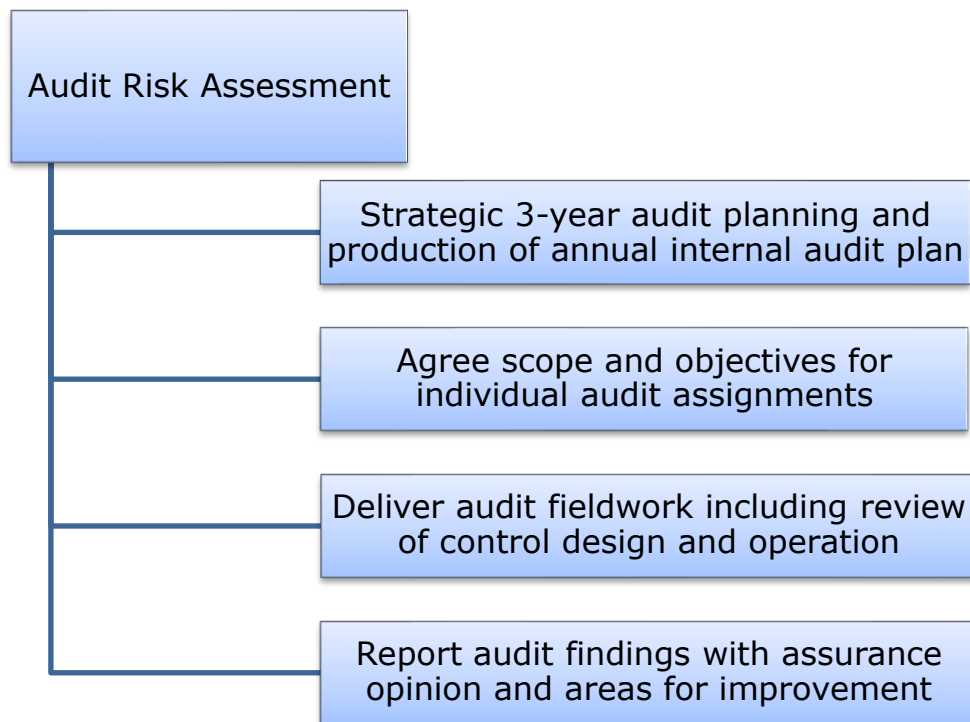 Audit Risk Assessment
Strategic 3-year audit planning and
production of annual internal audit plan
Agree scope and objectives for
individual audit assignments
Deliver audit fieldwork including review
of control design and operation
Report audit findings with assurance
opinion and areas for improvement